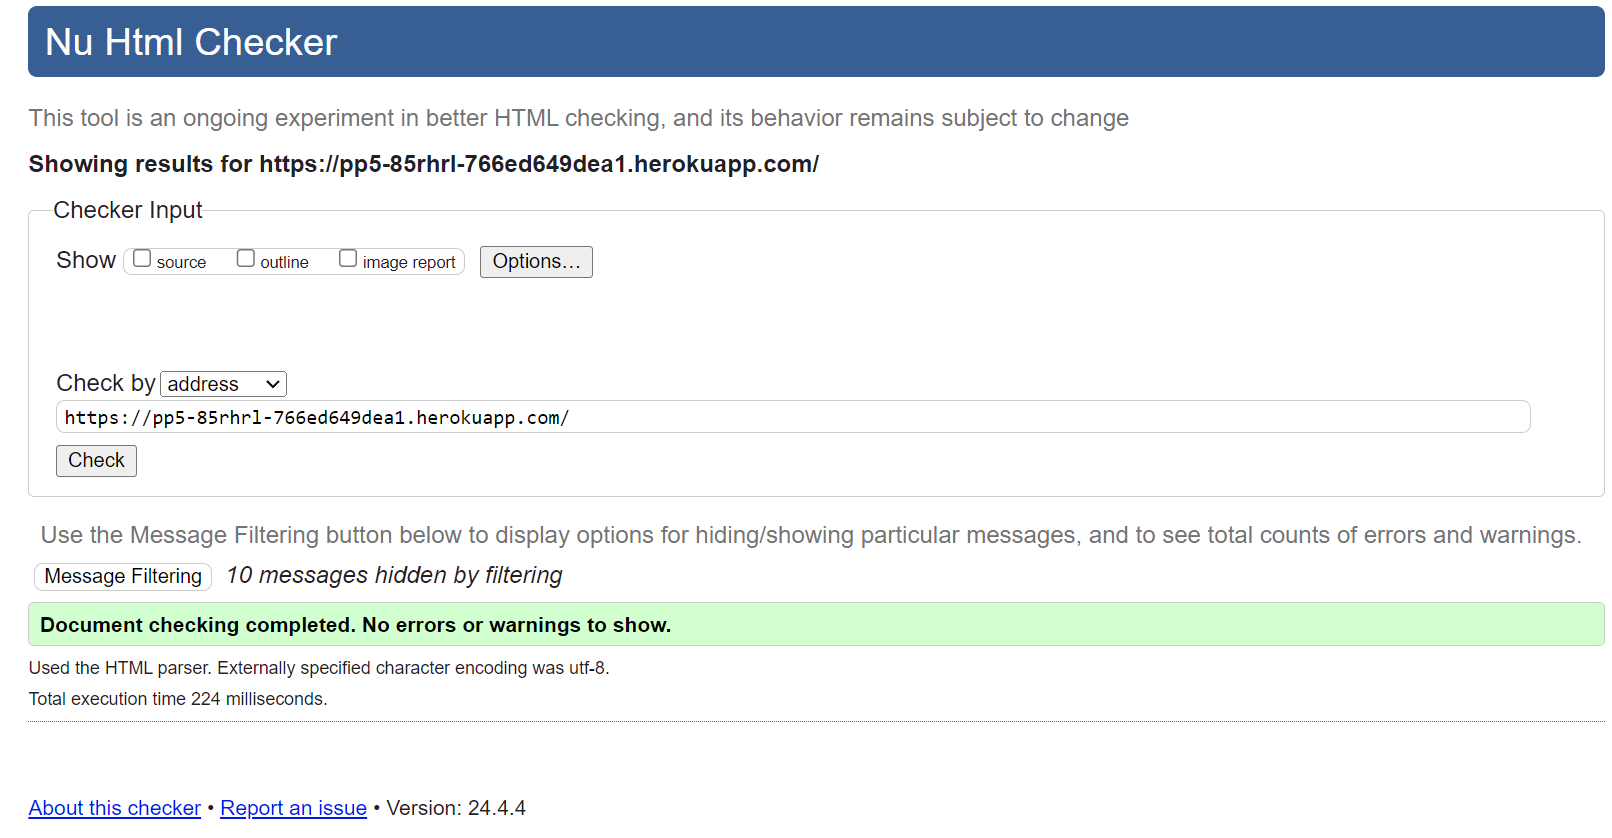 Nu Html Checker
This tool is an ongoing experiment in better HTML checking, and its behavior remains subject to change
Showing results for https://pp5-85rhrl-766ed649dea1.herokuapp.com/
Checker Input
Show source outline image report Options...
Check by address
https://pp5-85rhrl-766ed649dea1.herokuapp.com/
Check
Use the Message Filtering button below to display options for hiding/showing particular messages, and to see total counts of errors and warnings.
Message Filtering 10 messages hidden by filtering
Document checking completed. No errors or warnings to show.
Used the HTML parser. Externally specified character encoding was utf-8.
Total execution time 224 milliseconds.
About this checker • Report an issue • Version: 24.4.4